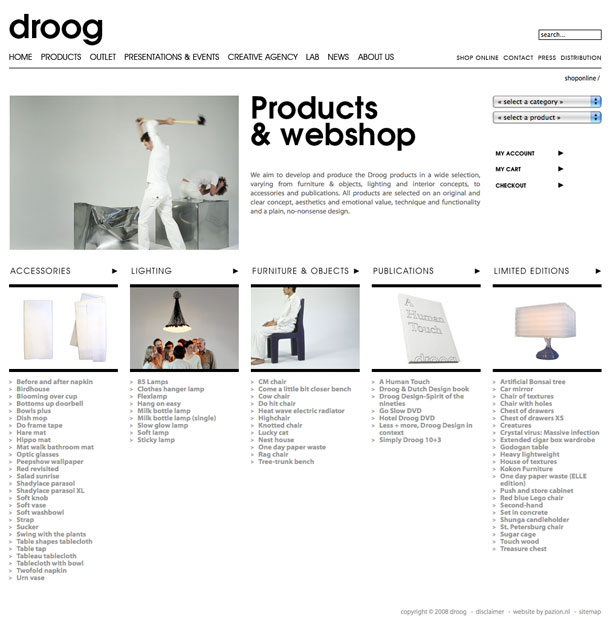 droog
search...
HOME PRODUCTS OUTLET PRESENTATIONS & EVENTS CREATIVE AGENCY LAB NEWS ABOUT US
SHOP ONLINE CONTACT PRESS DISTRIBUTION
shoponline /
Products
& webshop
We aim to develop and produce the Droog products in a wide selection,
varying from furniture & objects, lighting and interior concepts, to
accessories and publications. All products are selected on an original and
clear concept, aesthetics and emotional value, technique and functionality
and a plain, no-nonsense design.
« select a category »
« select a product »
MY ACCOUNT
MY CART
CHECKOUT
ACCESSORIES
Before and after napkin
Birdhouse
Blooming over cup
Bottoms up doorbell
Bowls plus
Dish mop
Do frame tape
Hare mat
Hippo mat
Mat walk bathroom mat
Optic glasses
Peepshow wallpaper
Red revisited
Salad sunrise
Shadylace parasol
Shadylace parasol XL
Soft knob
Soft vase
Soft washbowl
Strap
Sucker
Swing with the plants
Table shapes tablecloth
Table tap
Tableau tablecloth
Tablecloth with bowl
Twofold napkin
Urn vase
LIGHTING
85 Lamps
Clothes hanger lamp
Flexlamp
Hang on easy
Milk bottle lamp
Milk bottle lamp (single)
Slow glow lamp
Soft lamp
Sticky lamp
FURNITURE & OBJECTS
CM chair
Come a little bit closer bench
Cow chair
Do hit chair
Heat wave electric radiator
Highchair
Knotted chair
Lucky cat
Nest house
One day paper waste
Rag chair
Tree-trunk bench
PUBLICATIONS
A
Human
Touch
droog
A Human Touch
Droog & Dutch Design book
Droog Design-Spirit of the
nineties
Go Slow DVD
Hotel Droog DVD
Less + more, Droog Design in
context
Simply Droog 10+3
LIMITED EDITIONS
Artificial Bonsai tree
Car mirror
Chair of textures
Chair with holes
Chest of drawers
Chest of drawers XS
Creatures
Crystal virus: Massive infection
Extended cigar box wardrobe
Godogan table
Heavy lightweight
House of textures
Kokon Furniture
One day paper waste (ELLE
edition)
Push and store cabinet
Red blue Lego chair
Second-hand
Set in concrete
Shunga candleholder
St. Petersburg chair
Sugar cage
Touch wood
Treasure chest
copyright © 2008 droog - disclaimer - website by pazion.nl - sitemap